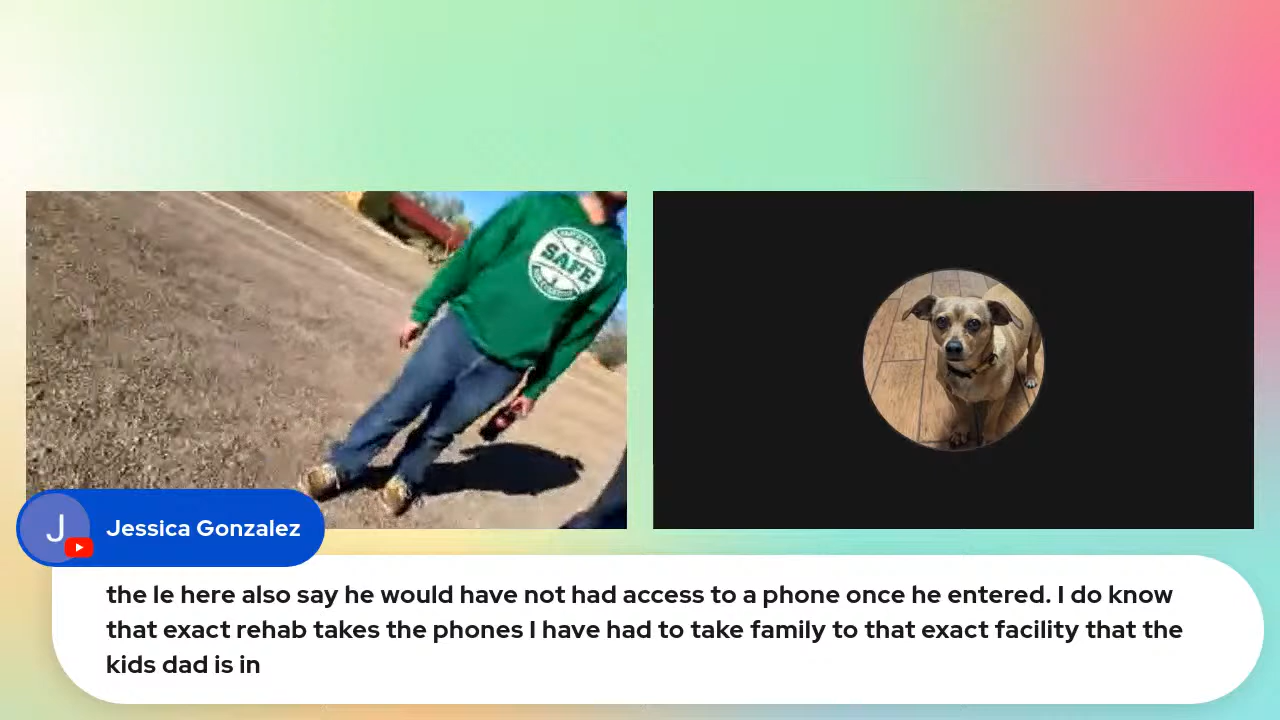 SAFE
J
Jessica Gonzalez
the le here also say he would have not had access to a phone once he entered. I do know
that exact rehab takes the phones I have had to take family to that exact facility that the
kids dad is in